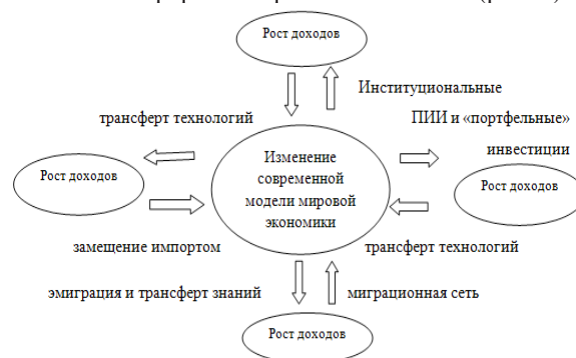 Рост доходов
Институциональные
трансферт технологий
ПИИ и «портфельные»
инвестиции
Изменение
современной
модели мировой
экономики
Рост доходов
Рост доходов
замещение импортом
трансферт технологий
эмиграция и трансферт знаний
миграционная сеть
Рост доходов